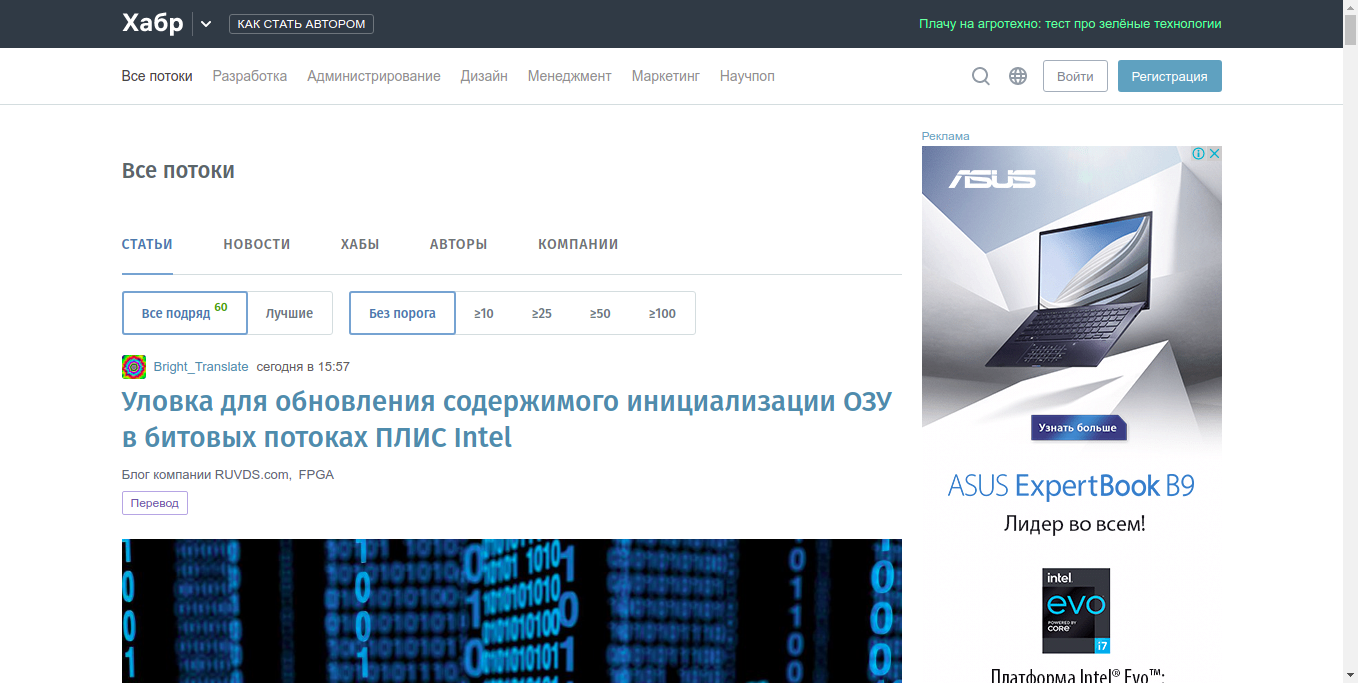 Хабр
КАК СТАТЬ АВТОРОМ
Плачу на агротехно: тест про зелёные технологии
Все потоки Разработка Администрирование Дизайн Менеджмент Маркетинг Научпоп
Войти
Регистрация
Все потоки
СТАТЬИ НОВОСТИ ХАБЫ АВТОРЫ КОМПАНИИ
Все подряд 60 Лучшие Без порога ≥10 ≥25 ≥50 ≥100
Bright_Translate сегодня в 15:57
Уловка для обновления содержимого инициализации ОЗУ
в битовых потоках ПЛИС Intel
Блог компании RUVDS.com, FPGA
Перевод
Реклама
ASUS
Узнать больше
ASUS ExpertBook B9
Лидер во всем!
intel
evo
POWERED BY
CORE
i7
Платформа Intel® Evo™: